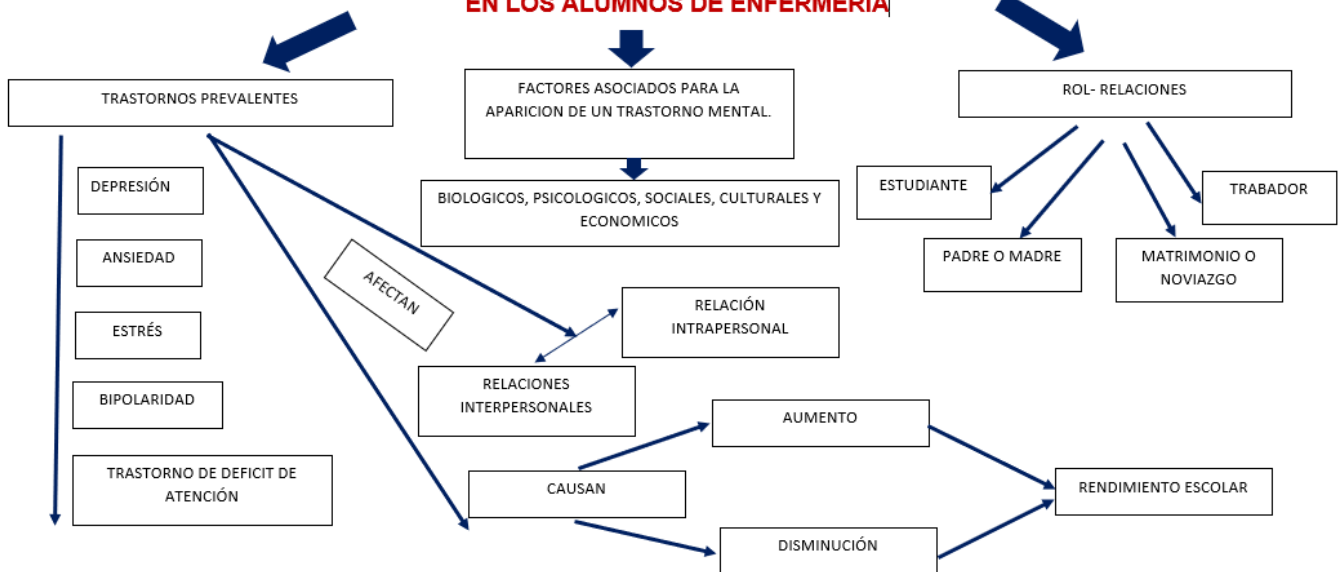 EN LOS ALUMNOS DE ENFERMERIA
TRASTORNOS PREVALENTES
FACTORES ASOCIADOS PARA LA
APARICION DE UN TRASTORNO MENTAL.
ROL- RELACIONES
DEPRESIÓN
ANSIEDAD
ESTRÉS
BIPOLARIDAD
TRASTORNO DE DEFICIT DE
ATENCIÓN
BIOLOGICOS, PSICOLOGICOS, SOCIALES, CULTURALES Y
ECONOMICOS
ESTUDIANTE
TRABADOR
PADRE O MADRE
MATRIMONIO O
NOVIAZGO
AFECTAN
RELACIÓN
INTRAPERSONAL
RELACIONES
INTERPERSONALES
CAUSAN
AUMENTO
DISMINUCIÓN
RENDIMIENTO ESCOLAR